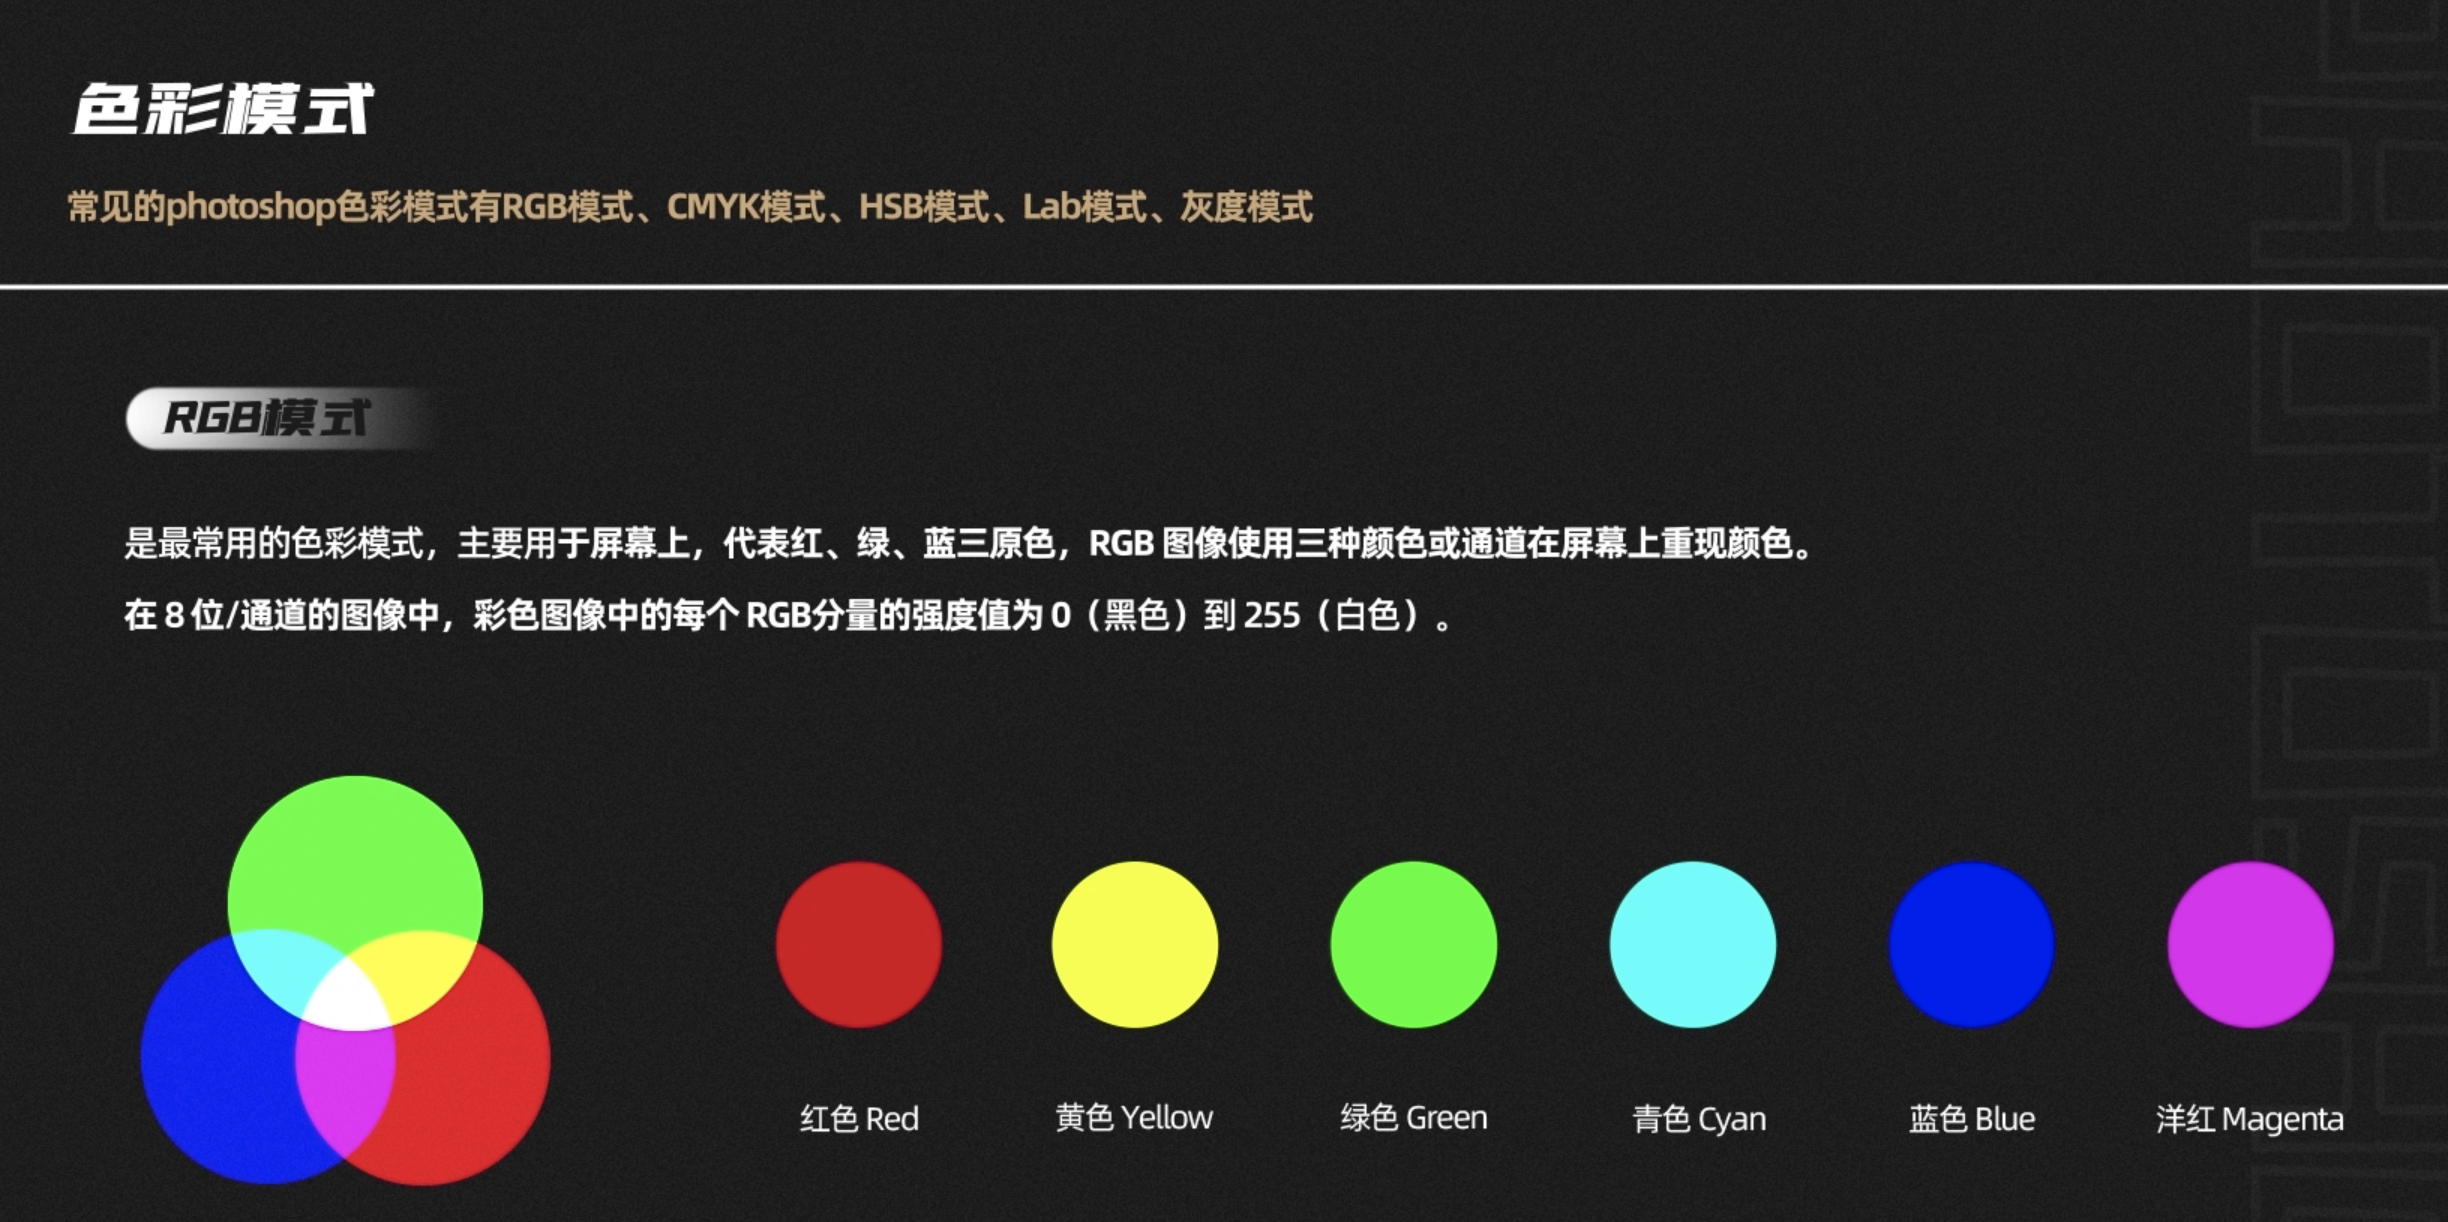 色彩模式
常见的photoshop色彩模式有RGB模式、CMYK模式、HSB模式、Lab模式、灰度模式
RGB模式
是最常用的色彩模式，主要用于屏幕上，代表红、绿、蓝三原色，RGB 图像使用三种颜色或通道在屏幕上重现颜色。
在 8 位/通道的图像中，彩色图像中的每个 RGB分量的强度值为 0（黑色）到 255（白色）。
红色 Red
黄色 Yellow
绿色 Green
青色 Cyan
蓝色 Blue
洋红 Magenta